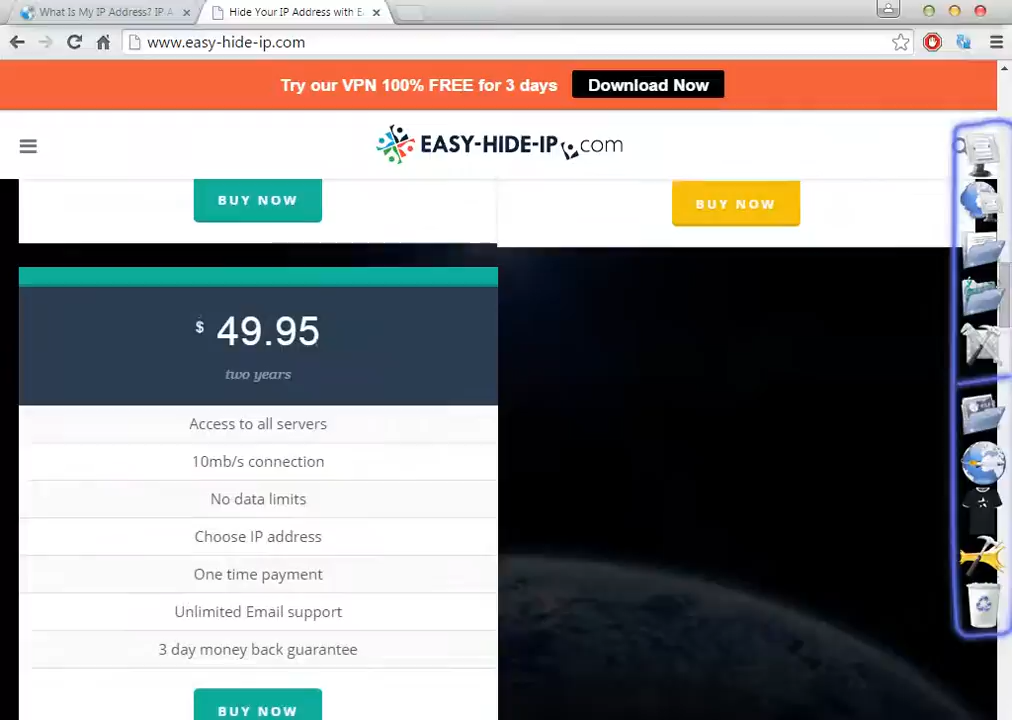 What Is My IP Address? IP A
Hide Your IP Address with E
www.easy-hide-ip.com
Try our VPN 100% FREE for 3 days
Download Now
EASY-HIDE-IP.com
BUY NOW
BUY NOW
$ 49.95
two years
Access to all servers
10mb/s connection
No data limits
Choose IP address
One time payment
Unlimited Email support
3 day money back guarantee
BUY NOW